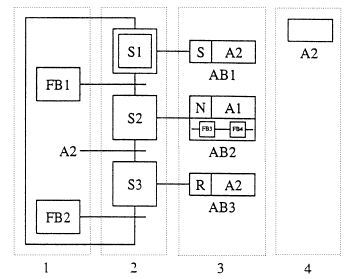 S1 S A2
AB1
A2
FB1
S2 N A1
FB3 FB4
AB2
A2
S3 R A2
AB3
FB2
1 2 3 4